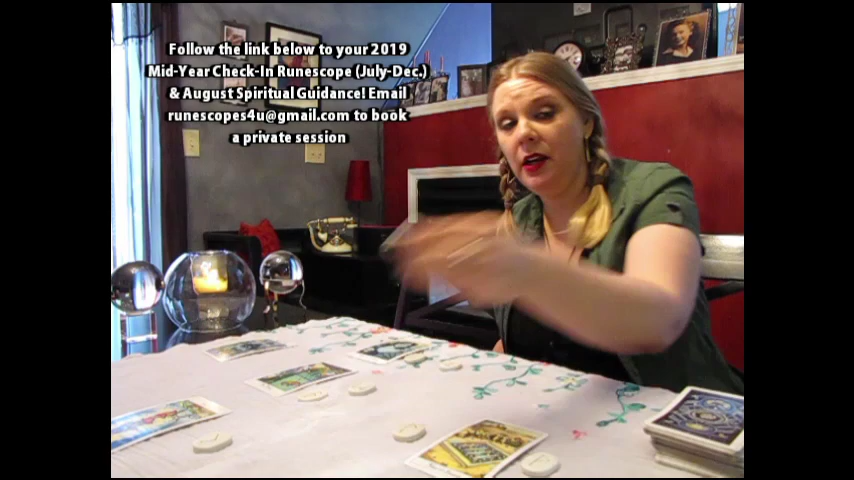 Follow the link below to your 2019
Mid-Year Check-In Runescope (July-Dec.)
& August Spiritual Guidance! Email
runescopes4u@gmail.com to book
a private session